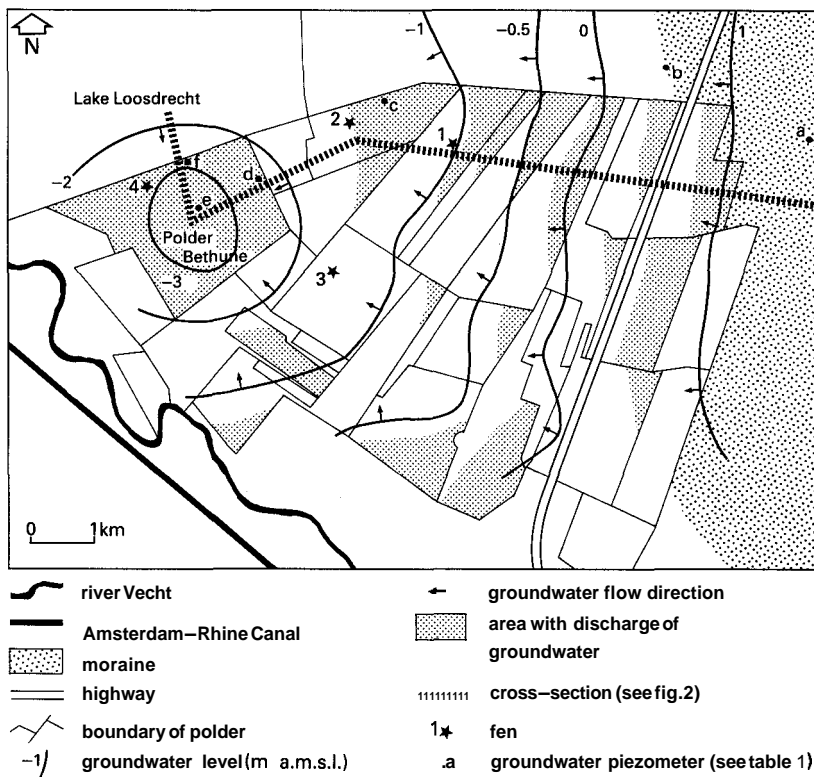 −1
−0.5
0
1
N
Lake Loosdrecht
b
c
2
a
1
f
−2
d
4
e
Polder
Bethune
3
−3
0 1km
river Vecht
Amsterdam−Rhine Canal
moraine
highway
boundary of polder
−1 groundwater level (m a.m.s.l.)
groundwater flow direction
area with discharge of
groundwater
cross−section (see fig.2)
1 fen
.a groundwater piezometer (see table 1)